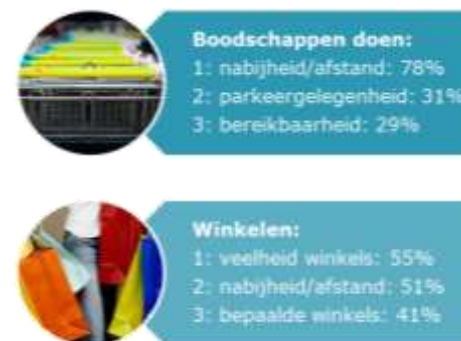 Boodschappen doen:
1: nabijheid/afstand: 78%
2: parkeergelegenheid: 31%
3: bereikbaarheid: 29%
Winkelen:
1: veelheid winkels: 55%
2: nabijheid/afstand: 51%
3: bepaalde winkels: 41%